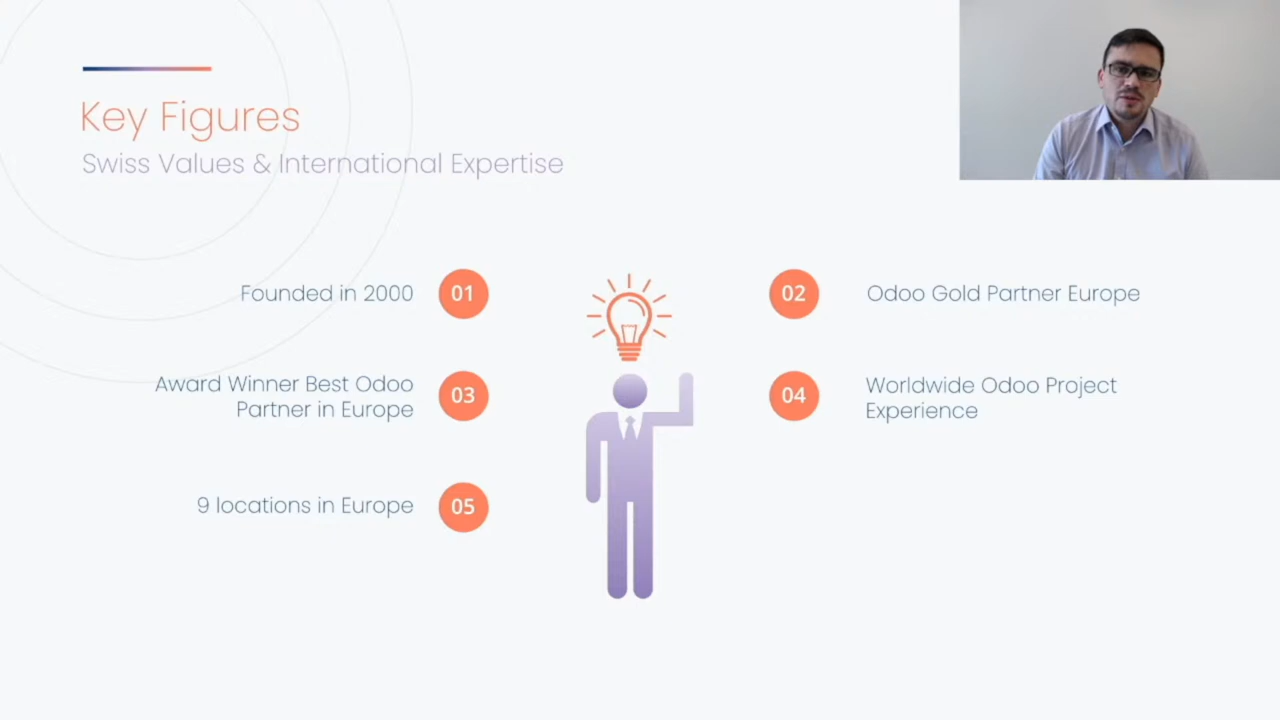 Key Figures
Swiss Values & International Expertise
Founded in 2000
01
02
Odoo Gold Partner Europe
Award Winner Best Odoo
Partner in Europe
03
04
Worldwide Odoo Project
Experience
9 locations in Europe
05